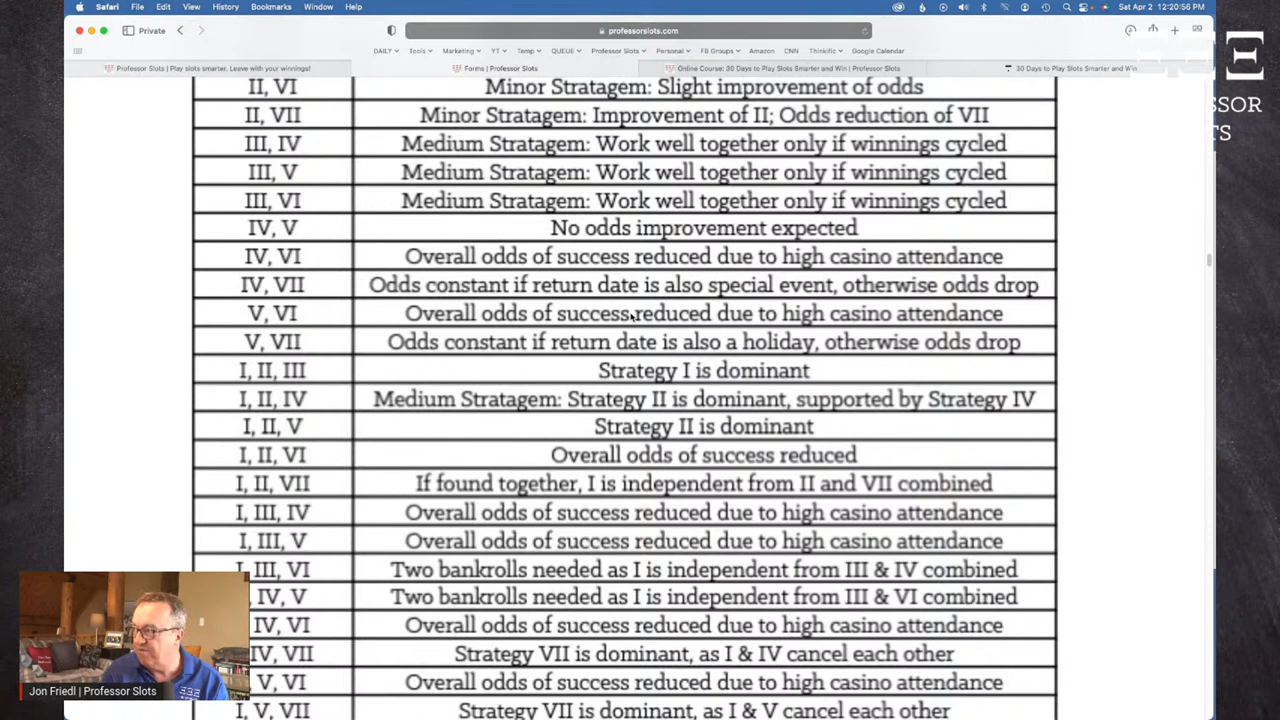 Safari File Edit View History Bookmarks Window Help
Sat Apr 2 12:20:56 PM
Private
professorslots.com
DAILY Tools Marketing YT Temp QUEUE Professor Slots Personal FB Groups Amazon CNN Thinkific Google Calendar
Professor Slots | Play slots smarter. Leave with your winnings!
Forms | Professor Slots
Online Course: 30 Days to Play Slots Smarter and Win | Professor Slots
30 Days to Play Slots Smarter and Win
SSOR
TS
II, VI Minor Stratagem: Slight improvement of odds
II, VII Minor Stratagem: Improvement of II; Odds reduction of VII
III, IV Medium Stratagem: Work well together only if winnings cycled
III, V Medium Stratagem: Work well together only if winnings cycled
III, VI Medium Stratagem: Work well together only if winnings cycled
IV, V No odds improvement expected
IV, VI Overall odds of success reduced due to high casino attendance
IV, VII Odds constant if return date is also special event, otherwise odds drop
V, VI Overall odds of success reduced due to high casino attendance
V, VII Odds constant if return date is also a holiday, otherwise odds drop
I, II, III Strategy I is dominant
I, II, IV Medium Stratagem: Strategy II is dominant, supported by Strategy IV
I, II, V Strategy II is dominant
I, II, VI Overall odds of success reduced
I, II, VII If found together, I is independent from II and VII combined
I, III, IV Overall odds of success reduced due to high casino attendance
I, III, V Overall odds of success reduced due to high casino attendance
I, III, VI Two bankrolls needed as I is independent from III & IV combined
, IV, V Two bankrolls needed as I is independent from III & VI combined
IV, VI Overall odds of success reduced due to high casino attendance
IV, VII Strategy VII is dominant, as I & IV cancel each other
V, VI Overall odds of success reduced due to high casino attendance
I, V, VII Strategy VII is dominant, as I & V cancel each other
Jon Friedl | Professor Slots